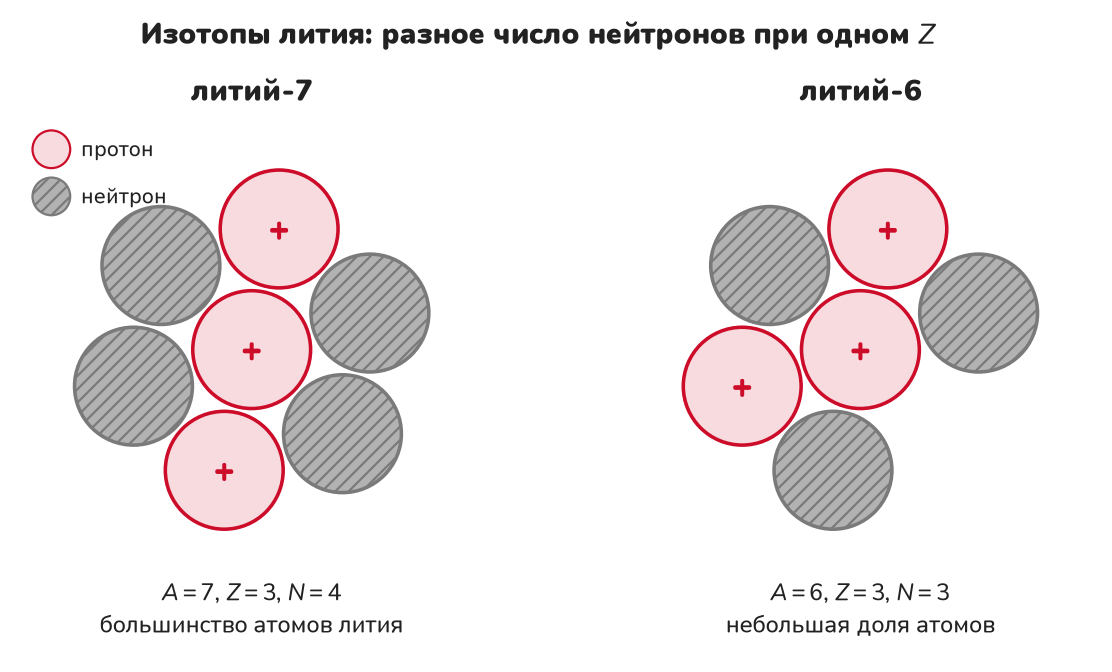 Изотопы лития: разное число нейтронов при одном Z
литий-7
литий-6
протон
нейтрон
+
+
+
+
+
+
A = 7, Z = 3, N = 4
большинство атомов лития
A = 6, Z = 3, N = 3
небольшая доля атомов